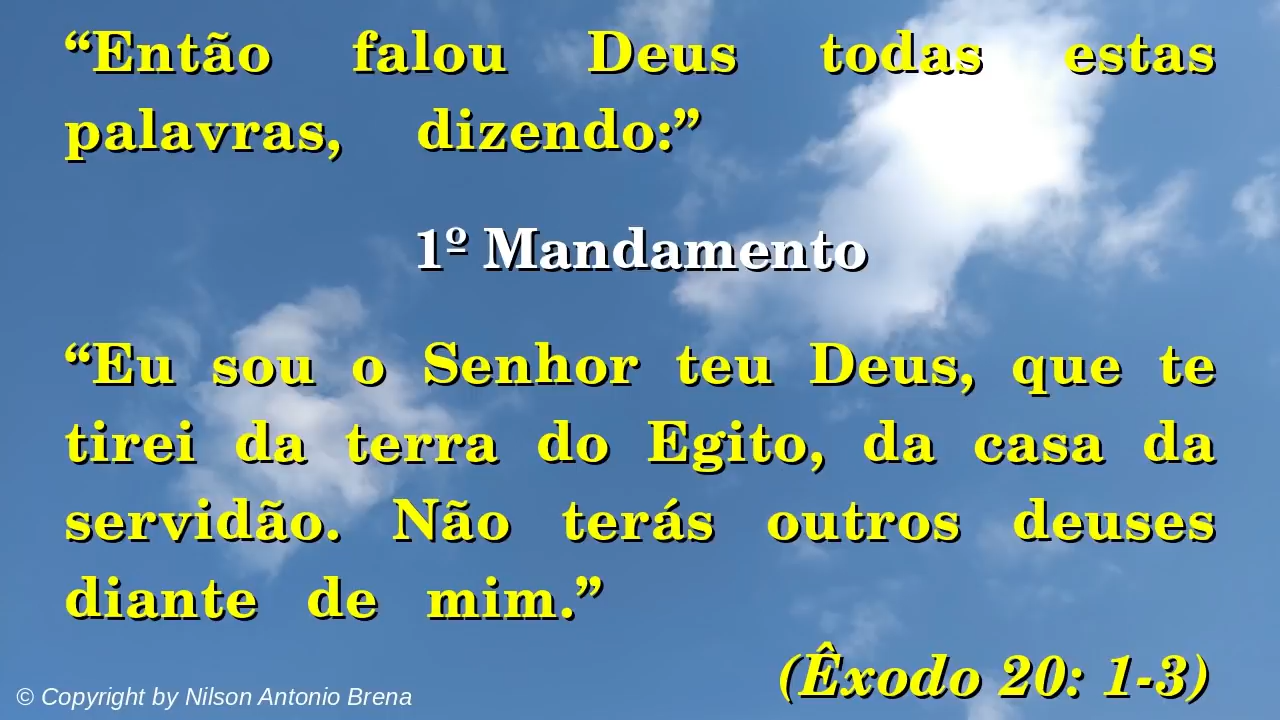 “Então falou Deus todas estas
palavras, dizendo:”
1º Mandamento
“Eu sou o Senhor teu Deus, que te
tirei da terra do Egito, da casa da
servidão. Não terás outros deuses
diante de mim.”
(Êxodo 20: 1-3)
© Copyright by Nilson Antonio Brena